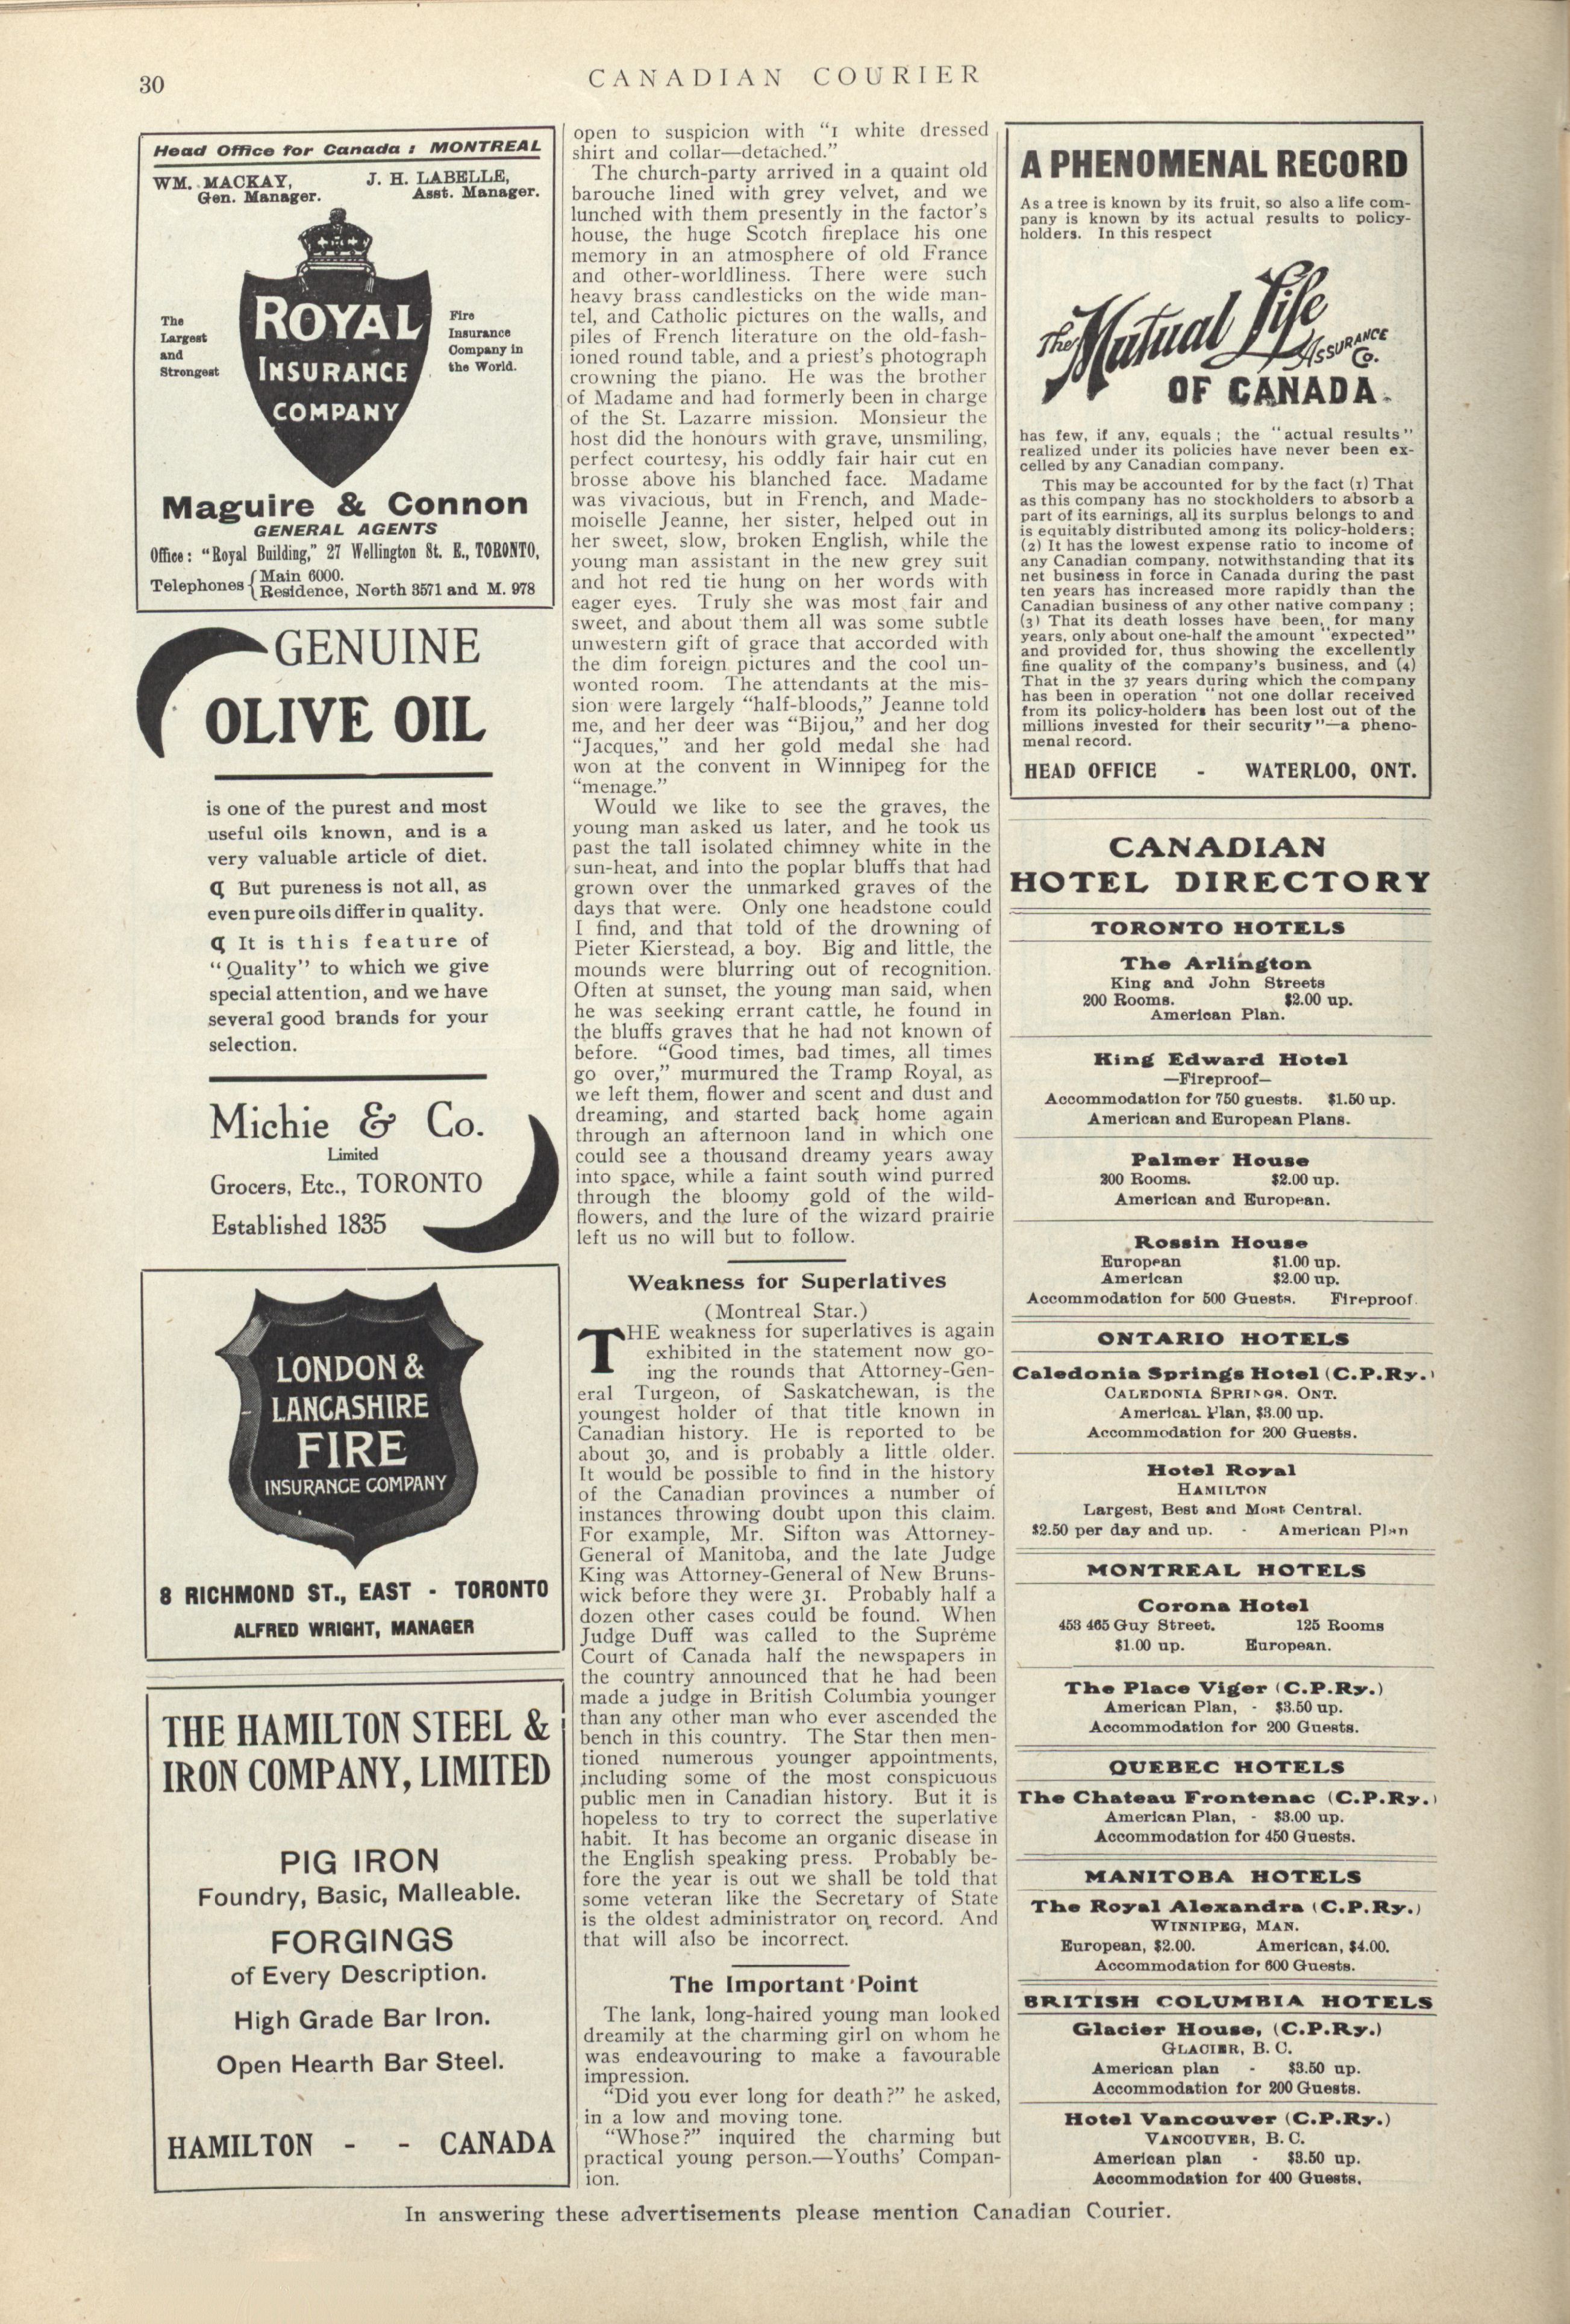 30
CANADIAN COURIER
Head Office for Canada : MONTREAL
WM. MACKAY,
Gen. Manager.
J. H. LABELLE,
Asst. Manager.
The
Largest
and
Strongest
ROYAL
INSURANCE
COMPANY
Fire
Insurance
Company in
the World.
Maguire & Connon
GENERAL AGENTS
Office: "Royal Building," 27 Wellington St. E., TORONTO,
Telephones { Main 6000.
Residence, North 3571 and M. 978
GENUINE
OLIVE OIL
is one of the purest and most
useful oils known, and is a
very valuable article of diet.
¶ But pureness is not all, as
even pure oils differ in quality.
¶ It is this feature of
"Quality" to which we give
special attention, and we have
several good brands for your
selection.
Michie & Co.
Limited
Grocers, Etc., TORONTO
Established 1835
LONDON &
LANCASHIRE
FIRE
INSURANCE COMPANY
8 RICHMOND ST., EAST - TORONTO
ALFRED WRIGHT, MANAGER
THE HAMILTON STEEL &
IRON COMPANY, LIMITED
PIG IRON
Foundry, Basic, Malleable.
FORGINGS
of Every Description.
High Grade Bar Iron.
Open Hearth Bar Steel.
HAMILTON - - CANADA
open to suspicion with "1 white dressed
shirt and collar—detached."
The church-party arrived in a quaint old
barouche lined with grey velvet, and we
lunched with them presently in the factor's
house, the huge Scotch fireplace his one
memory in an atmosphere of old France
and other-worldliness. There were such
heavy brass candlesticks on the wide man-
tel, and Catholic pictures on the walls, and
piles of French literature on the old-fash-
ioned round table, and a priest's photograph
crowning the piano. He was the brother
of Madame and had formerly been in charge
of the St. Lazarre mission. Monsieur the
host did the honours with grave, unsmiling,
perfect courtesy, his oddly fair hair cut en
brosse above his blanched face. Madame
was vivacious, but in French, and Made-
moiselle Jeanne, her sister, helped out in
her sweet, slow, broken English, while the
young man assistant in the new grey suit
and hot red tie hung on her words with
eager eyes. Truly she was most fair and
sweet, and about them all was some subtle
unwestern gift of grace that accorded with
the dim foreign pictures and the cool un-
wonted room. The attendants at the mis-
sion were largely "half-bloods," Jeanne told
me, and her deer was "Bijou," and her dog
"Jacques," and her gold medal she had
won at the convent in Winnipeg for the
"menage."
Would we like to see the graves, the
young man asked us later, and he took us
past the tall isolated chimney white in the
sun-heat, and into the poplar bluffs that had
grown over the unmarked graves of the
days that were. Only one headstone could
I find, and that told of the drowning of
Pieter Kierstead, a boy. Big and little, the
mounds were blurring out of recognition.
Often at sunset, the young man said, when
he was seeking errant cattle, he found in
the bluffs graves that he had not known of
before. "Good times, bad times, all times
go over," murmured the Tramp Royal, as
we left them, flower and scent and dust and
dreaming, and started back home again
through an afternoon land in which one
could see a thousand dreamy years away
into space, while a faint south wind purred
through the bloomy gold of the wild-
flowers, and the lure of the wizard prairie
left us no will but to follow.
Weakness for Superlatives
(Montreal Star.)
THE weakness for superlatives is again
exhibited in the statement now go-
ing the rounds that Attorney-Gen-
eral Turgeon, of Saskatchewan, is the
youngest holder of that title known in
Canadian history. He is reported to be
about 30, and is probably a little older.
It would be possible to find in the history
of the Canadian provinces a number of
instances throwing doubt upon this claim.
For example, Mr. Sifton was Attorney-
General of Manitoba, and the late Judge
King was Attorney-General of New Bruns-
wick before they were 31. Probably half a
dozen other cases could be found. When
Judge Duff was called to the Supreme
Court of Canada half the newspapers in
the country announced that he had been
made a judge in British Columbia younger
than any other man who ever ascended the
bench in this country. The Star then men-
tioned numerous younger appointments,
including some of the most conspicuous
public men in Canadian history. But it is
hopeless to try to correct the superlative
habit. It has become an organic disease in
the English speaking press. Probably be-
fore the year is out we shall be told that
some veteran like the Secretary of State
is the oldest administrator on record. And
that will also be incorrect.
The Important Point
The lank, long-haired young man looked
dreamily at the charming girl on whom he
was endeavouring to make a favourable
impression.
"Did you ever long for death?" he asked,
in a low and moving tone.
"Whose?" inquired the charming but
practical young person.—Youths' Compan-
ion.
A PHENOMENAL RECORD
As a tree is known by its fruit, so also a life com-
pany is known by its actual results to policy-
holders. In this respect
The Mutual Life
ASSURANCE
Co.
OF CANADA.
has few, if any, equals; the "actual results"
realized under its policies have never been ex-
celled by any Canadian company.
This may be accounted for by the fact (1) That
as this company has no stockholders to absorb a
part of its earnings, all its surplus belongs to and
is equitably distributed among its policy-holders;
(2) It has the lowest expense ratio to income of
any Canadian company, notwithstanding that its
net business in force in Canada during the past
ten years has increased more rapidly than the
Canadian business of any other native company;
(3) That its death losses have been, for many
years, only about one-half the amount "expected"
and provided for, thus showing the excellently
fine quality of the company's business, and (4)
That in the 37 years during which the company
has been in operation "not one dollar received
from its policy-holders has been lost out of the
millions invested for their security"—a pheno-
menal record.
HEAD OFFICE - WATERLOO, ONT.
CANADIAN
HOTEL DIRECTORY
TORONTO HOTELS
The Arlington
King and John Streets
200 Rooms. $2.00 up.
American Plan.
King Edward Hotel
—Fireproof—
Accommodation for 750 guests. $1.50 up.
American and European Plans.
Palmer House
200 Rooms. $2.00 up.
American and European.
Rossin House
European $1.00 up.
American $2.00 up.
Accommodation for 500 Guests. Fireproof.
ONTARIO HOTELS
Caledonia Springs Hotel (C.P.Ry.)
CALEDONIA SPRINGS, ONT.
American Plan, $3.00 up.
Accommodation for 200 Guests.
Hotel Royal
HAMILTON
Largest, Best and Most Central.
$2.50 per day and up. - American Plan
MONTREAL HOTELS
Corona Hotel
453 465 Guy Street. 125 Rooms
$1.00 up. European.
The Place Viger (C.P.Ry.)
American Plan, - $3.50 up.
Accommodation for 200 Guests.
QUEBEC HOTELS
The Chateau Frontenac (C.P.Ry.)
American Plan, - $3.00 up.
Accommodation for 450 Guests.
MANITOBA HOTELS
The Royal Alexandra (C.P.Ry.)
WINNIPEG, MAN.
European, $2.00. American, $4.00.
Accommodation for 600 Guests.
BRITISH COLUMBIA HOTELS
Glacier House, (C.P.Ry.)
GLACIER, B. C.
American plan - $3.50 up.
Accommodation for 200 Guests.
Hotel Vancouver (C.P.Ry.)
VANCOUVER, B. C.
American plan - $3.50 up.
Accommodation for 400 Guests.
In answering these advertisements please mention Canadian Courier.